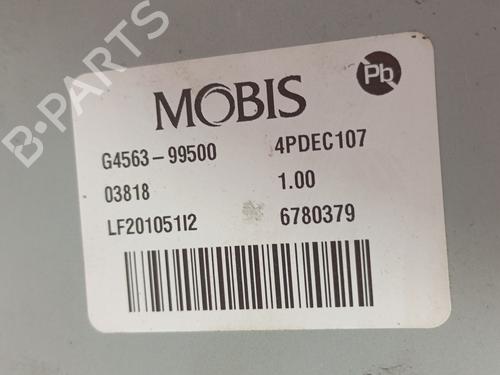 B-PARTS
Pb
MOBIS
G4563-99500 4PDEC107
03818 1.00
LF201051I2 6780379